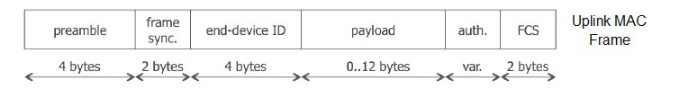 preamble
frame
sync.
end-device ID
payload
auth.
FCS
Uplink MAC
Frame
4 bytes
2 bytes
4 bytes
0..12 bytes
var.
2 bytes